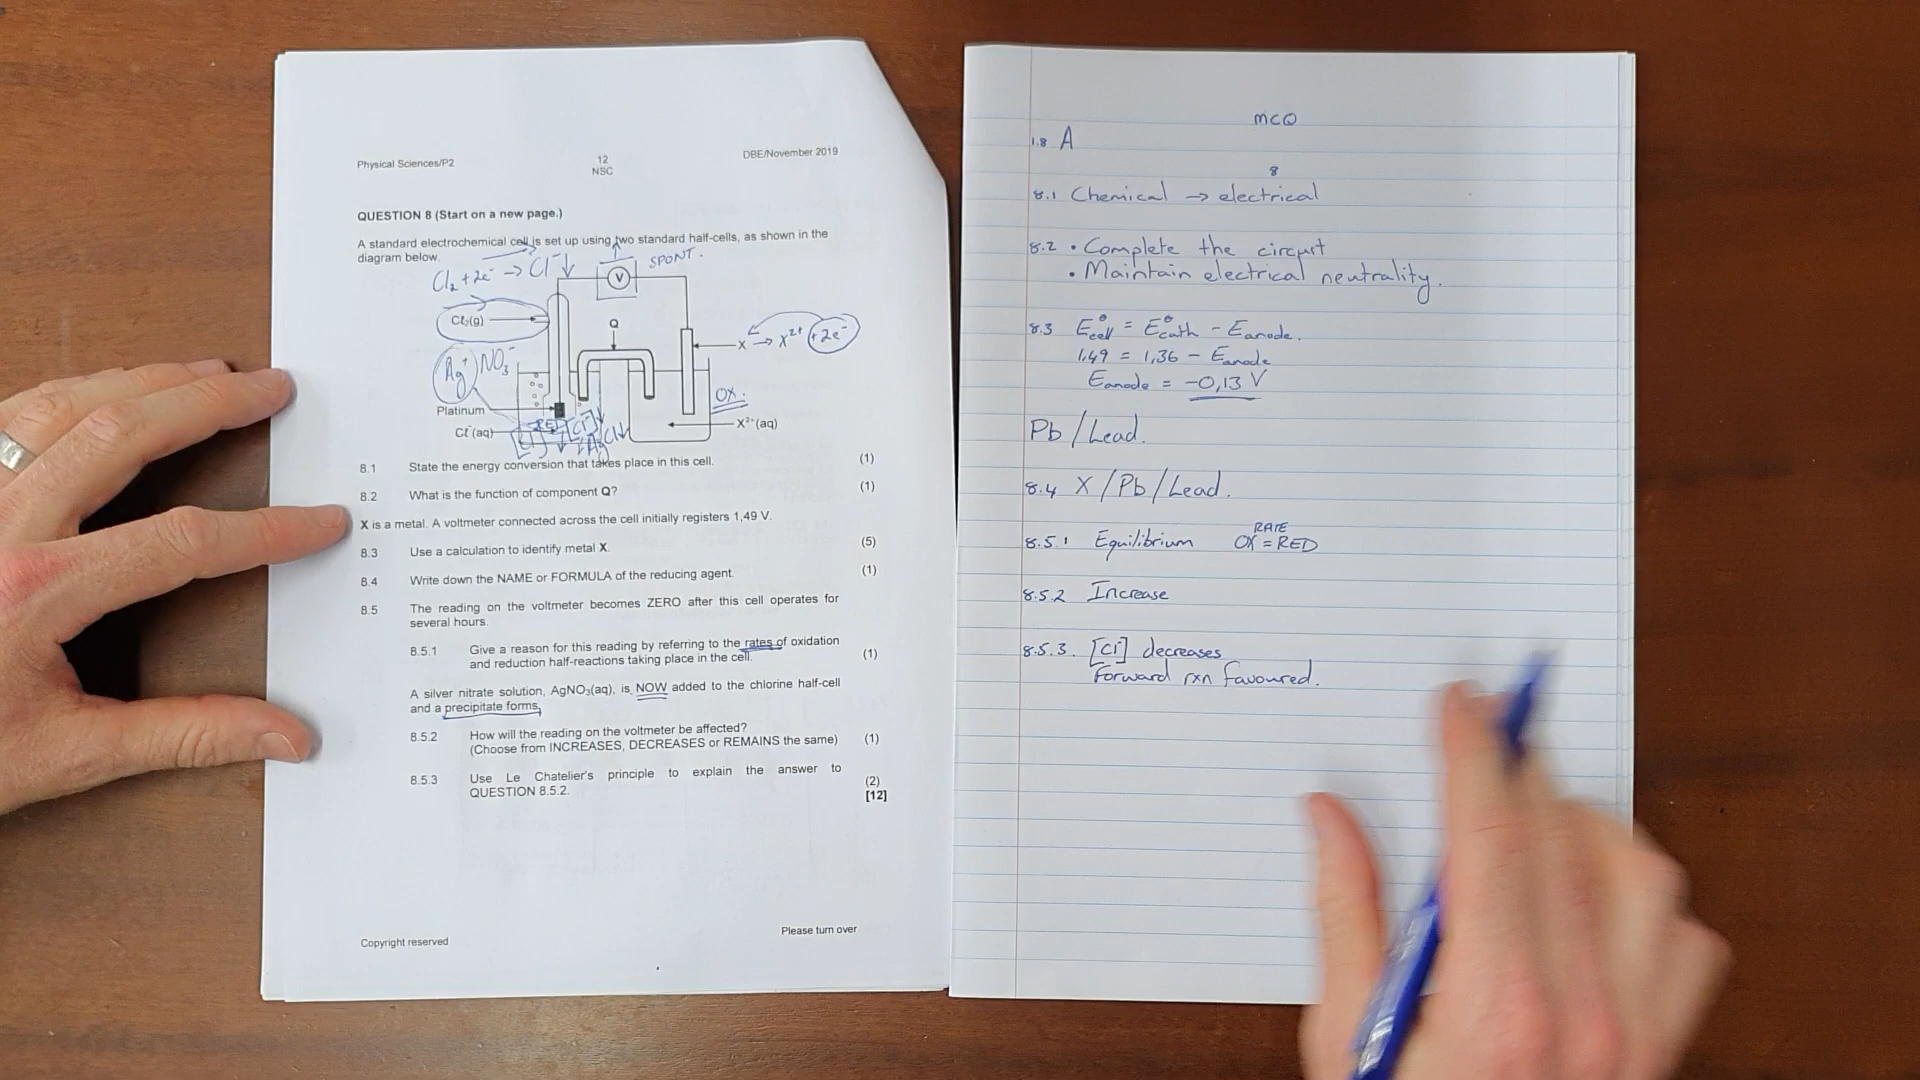 Physical Sciences/P2
12
NSC
DBE/November 2019
QUESTION 8 (Start on a new page.)
A standard electrochemical cell is set up using two standard half-cells, as shown in the
diagram below.
Cl₂ + 2e⁻ → Cl⁻
SPONT.
V
Cl₂(g)
Q
X → X²⁺ + 2e⁻
Ag⁺ NO₃⁻
OX.
Platinum
RED [Cl⁻]
Cl⁻(aq)
X²⁺(aq)
[Cl⁻]↓ AgCl↓
8.1 State the energy conversion that takes place in this cell. (1)
8.2 What is the function of component Q? (1)
X is a metal. A voltmeter connected across the cell initially registers 1,49 V.
8.3 Use a calculation to identify metal X. (5)
8.4 Write down the NAME or FORMULA of the reducing agent. (1)
8.5 The reading on the voltmeter becomes ZERO after this cell operates for
several hours.
8.5.1 Give a reason for this reading by referring to the rates of oxidation
and reduction half-reactions taking place in the cell. (1)
A silver nitrate solution, AgNO₃(aq), is NOW added to the chlorine half-cell
and a precipitate forms.
8.5.2 How will the reading on the voltmeter be affected?
(Choose from INCREASES, DECREASES or REMAINS the same) (1)
8.5.3 Use Le Chatelier's principle to explain the answer to
QUESTION 8.5.2. (2)
[12]
Copyright reserved
Please turn over
MCQ
1.8 A
8
8.1 Chemical → electrical
8.2 • Complete the circuit
• Maintain electrical neutrality.
8.3 E°cell = E°cath - Eanode.
1,49 = 1,36 - Eanode
Eanode = -0,13 V
Pb/Lead.
8.4 X/Pb/Lead.
RATE
8.5.1 Equilibrium OX = RED
8.5.2 Increase
8.5.3. [Cl⁻] decreases
Forward rxn favoured.